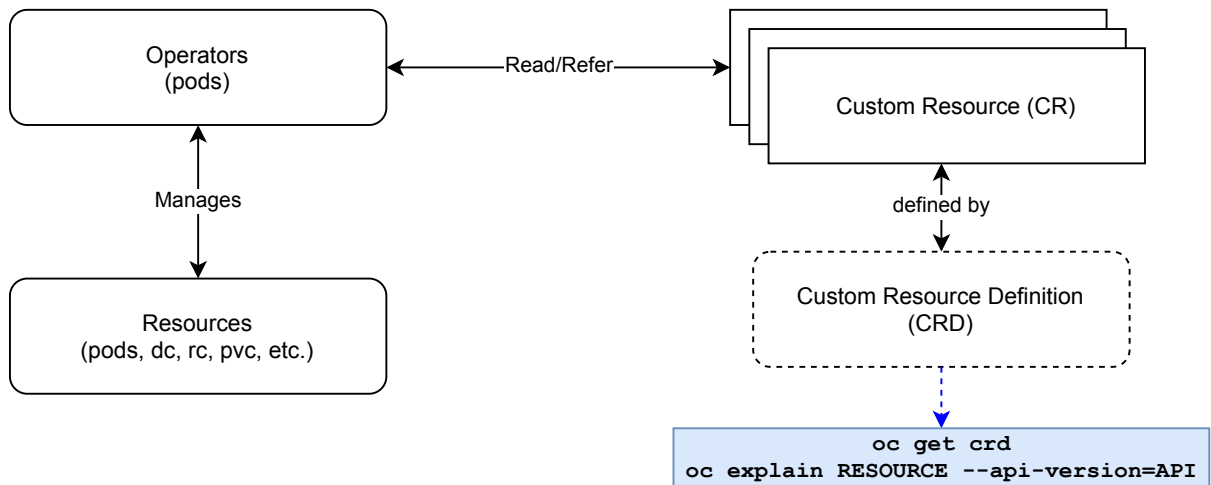 Operators
(pods)
Read/Refer
Custom Resource (CR)
Manages
defined by
Resources
(pods, dc, rc, pvc, etc.)
Custom Resource Definition
(CRD)
oc get crd
oc explain RESOURCE --api-version=API